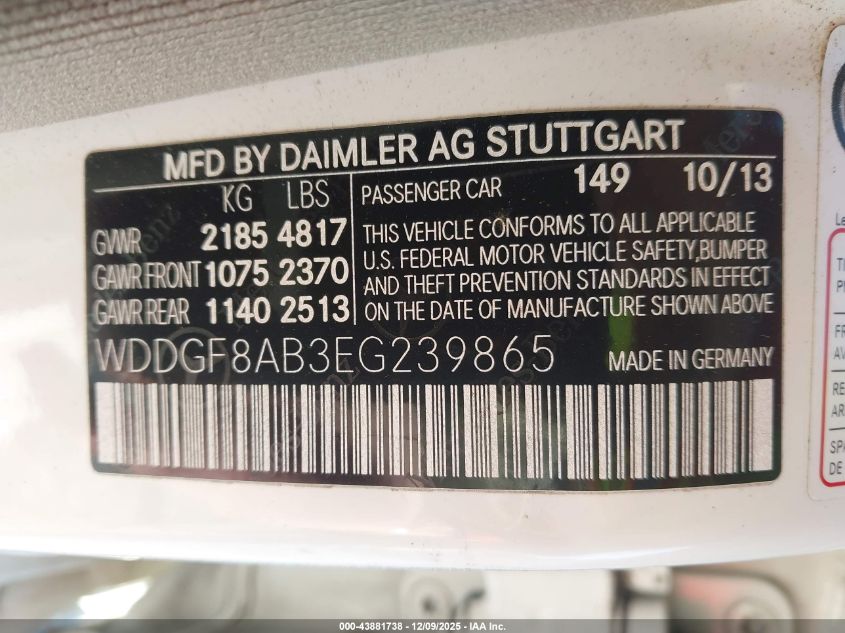 MFD BY DAIMLER AG STUTTGART
KG LBS
GVWR 2185 4817
GAWR FRONT 1075 2370
GAWR REAR 1140 2513
PASSENGER CAR 149 10/13
THIS VEHICLE CONFORMS TO ALL APPLICABLE
U.S. FEDERAL MOTOR VEHICLE SAFETY,BUMPER
AND THEFT PREVENTION STANDARDS IN EFFECT
ON THE DATE OF MANUFACTURE SHOWN ABOVE
WDDGF8AB3EG239865 MADE IN GERMANY
000-43881738 - 12/09/2025 - IAA Inc.